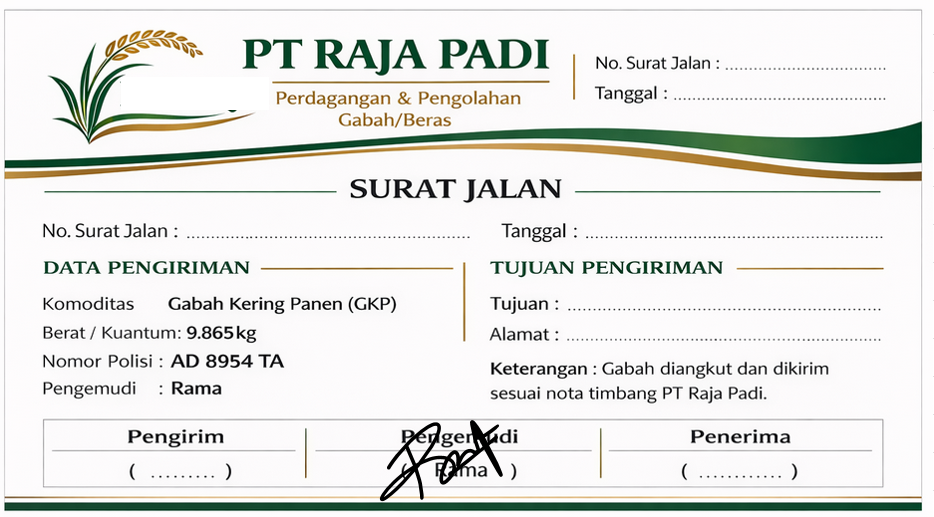 PT RAJA PADI
Perdagangan & Pengolahan
Gabah/Beras
No. Surat Jalan : ................................
Tanggal : ..........................................
SURAT JALAN
No. Surat Jalan : ....................................................... Tanggal : ..........................................................
DATA PENGIRIMAN
Komoditas Gabah Kering Panen (GKP)
Berat / Kuantum: 9.865kg
Nomor Polisi : AD 8954 TA
Pengemudi : Rama
TUJUAN PENGIRIMAN
Tujuan : .............................................................
Alamat : .............................................................
Keterangan : Gabah diangkut dan dikirim
sesuai nota timbang PT Raja Padi.
Pengirim Pengemudi Penerima
( ......... ) ( Rama ) ( ............ )